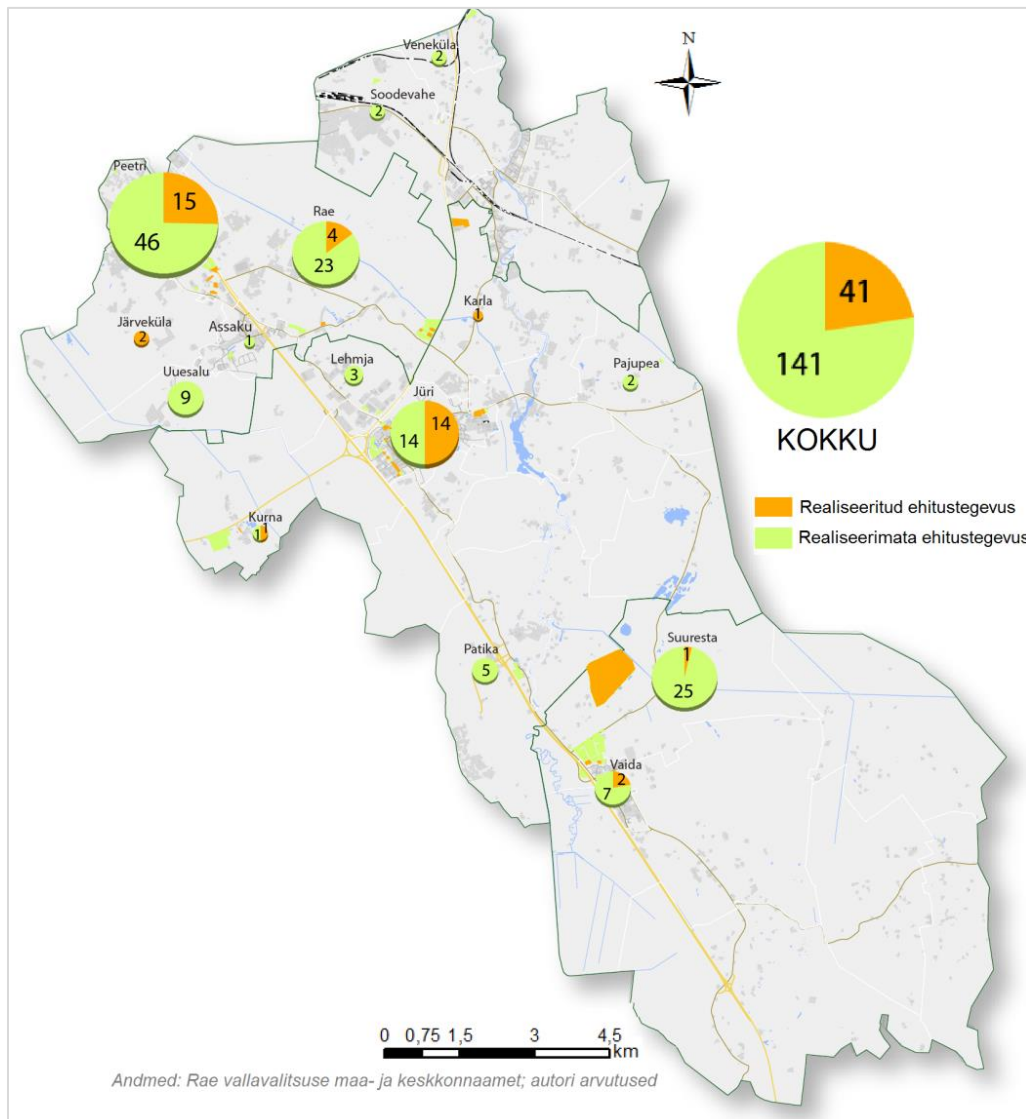 N
Veneküla
2
Soodevahe
2
Peetri
15
46
Rae
4
23
41
141
KOKKU
Karla
1
Järveküla
2
Assaku
1
Lehmja
3
Pajupea
2
Uuesalu
9
Jüri
14
14
Realiseeritud ehitustegevus
Realiseerimata ehitustegevus
Kurna
1
1
Suuresta
1
25
Patika
5
Vaida
2
7
0 0,75 1,5 3 4,5
km
Andmed: Rae vallavalitsuse maa- ja keskkonnaamet; autori arvutused